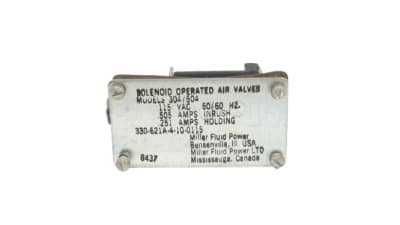 SOLENOID OPERATED AIR VALVES
MODELS 304/504
115 VAC 50/60 HZ.
.505 AMPS INRUSH
.251 AMPS HOLDING
330-621A-4-10-0115
Miller Fluid Power
Bensenville, Ill USA
Miller Fluid Power LTD
8437 Mississauga, Canada